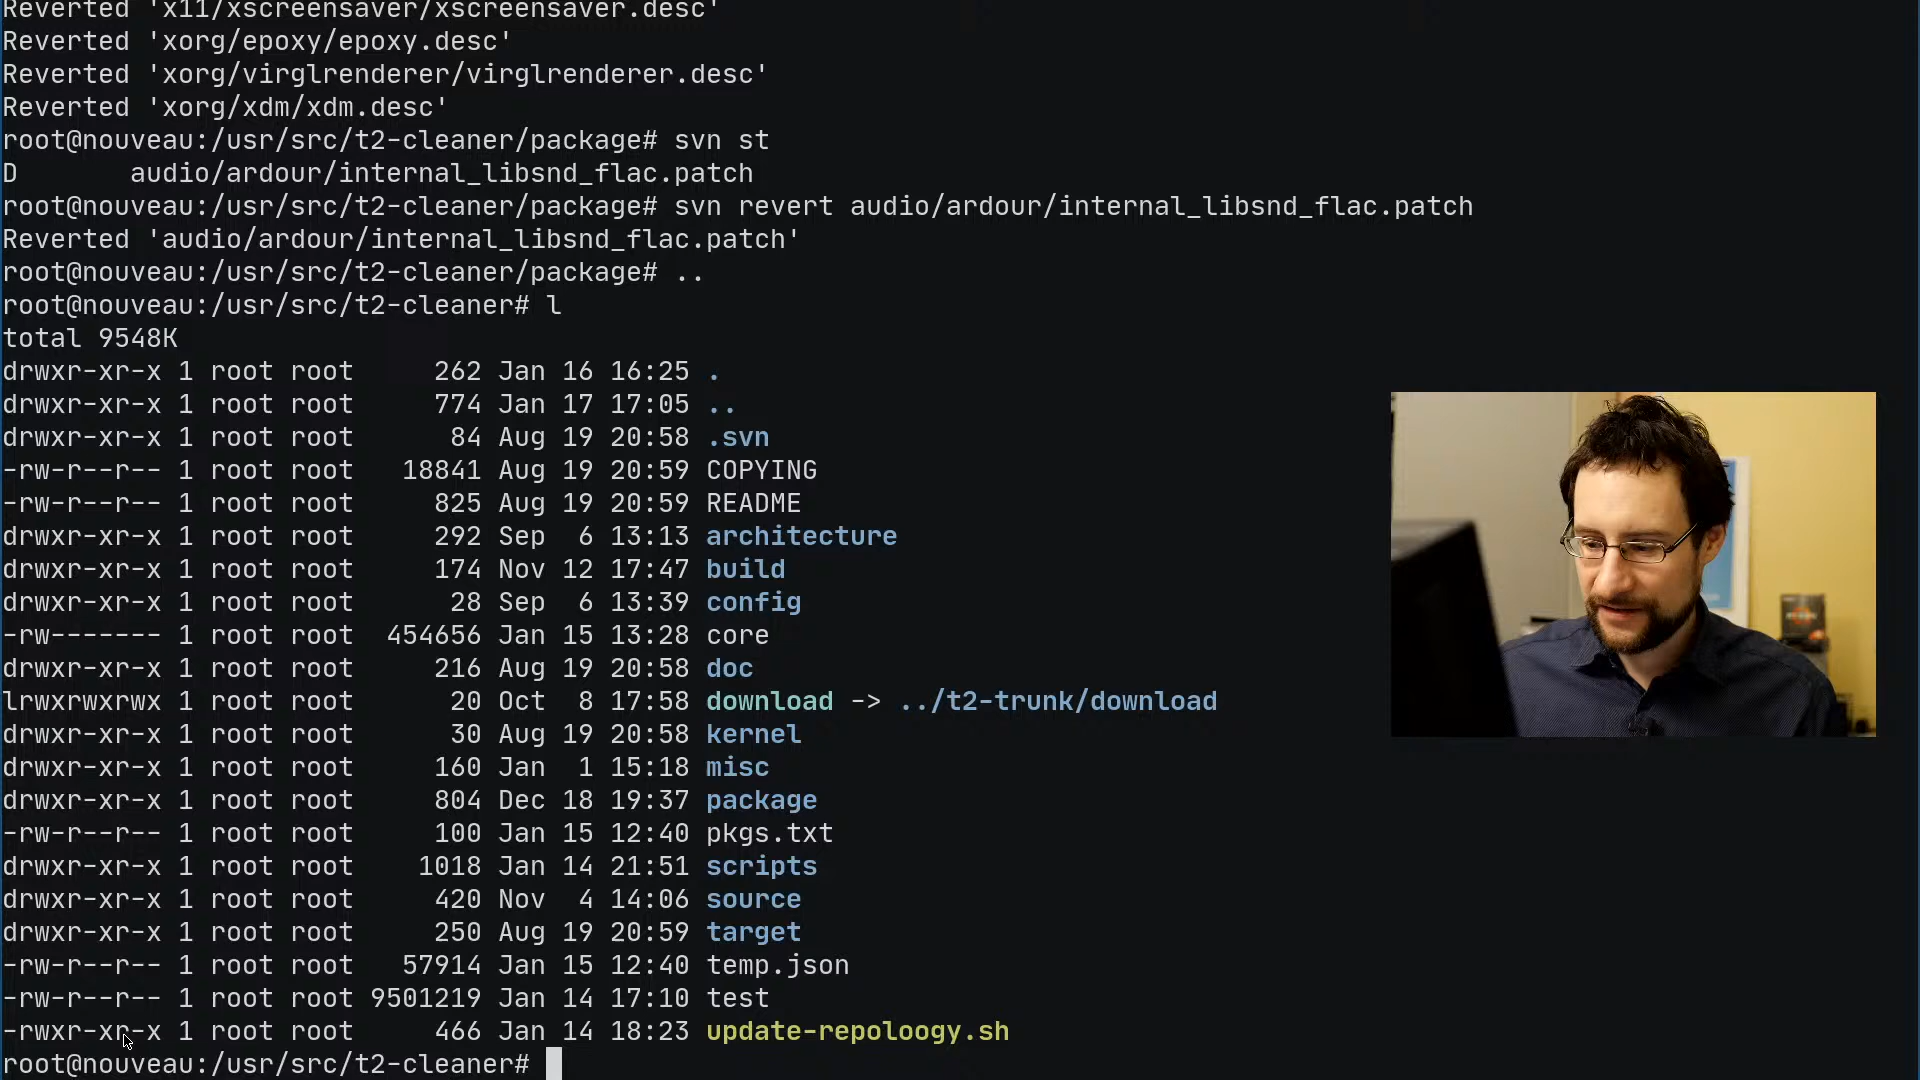 Reverted 'x11/xscreensaver/xscreensaver.desc'
Reverted 'xorg/epoxy/epoxy.desc'
Reverted 'xorg/virglrenderer/virglrenderer.desc'
Reverted 'xorg/xdm/xdm.desc'
root@nouveau:/usr/src/t2-cleaner/package# svn st
D       audio/ardour/internal_libsnd_flac.patch
root@nouveau:/usr/src/t2-cleaner/package# svn revert audio/ardour/internal_libsnd_flac.patch
Reverted 'audio/ardour/internal_libsnd_flac.patch'
root@nouveau:/usr/src/t2-cleaner/package# ..
root@nouveau:/usr/src/t2-cleaner# l
total 9548K
drwxr-xr-x 1 root root     262 Jan 16 16:25 .
drwxr-xr-x 1 root root     774 Jan 17 17:05 ..
drwxr-xr-x 1 root root      84 Aug 19 20:58 .svn
-rw-r--r-- 1 root root   18841 Aug 19 20:59 COPYING
-rw-r--r-- 1 root root     825 Aug 19 20:59 README
drwxr-xr-x 1 root root     292 Sep  6 13:13 architecture
drwxr-xr-x 1 root root     174 Nov 12 17:47 build
drwxr-xr-x 1 root root      28 Sep  6 13:39 config
-rw------- 1 root root  454656 Jan 15 13:28 core
drwxr-xr-x 1 root root     216 Aug 19 20:58 doc
lrwxrwxrwx 1 root root      20 Oct  8 17:58 download -> ../t2-trunk/download
drwxr-xr-x 1 root root      30 Aug 19 20:58 kernel
drwxr-xr-x 1 root root     160 Jan  1 15:18 misc
drwxr-xr-x 1 root root     804 Dec 18 19:37 package
-rw-r--r-- 1 root root     100 Jan 15 12:40 pkgs.txt
drwxr-xr-x 1 root root    1018 Jan 14 21:51 scripts
drwxr-xr-x 1 root root     420 Nov  4 14:06 source
drwxr-xr-x 1 root root     250 Aug 19 20:59 target
-rw-r--r-- 1 root root   57914 Jan 15 12:40 temp.json
-rw-r--r-- 1 root root 9501219 Jan 14 17:10 test
-rwxr-xr-x 1 root root     466 Jan 14 18:23 update-repoloogy.sh
root@nouveau:/usr/src/t2-cleaner#